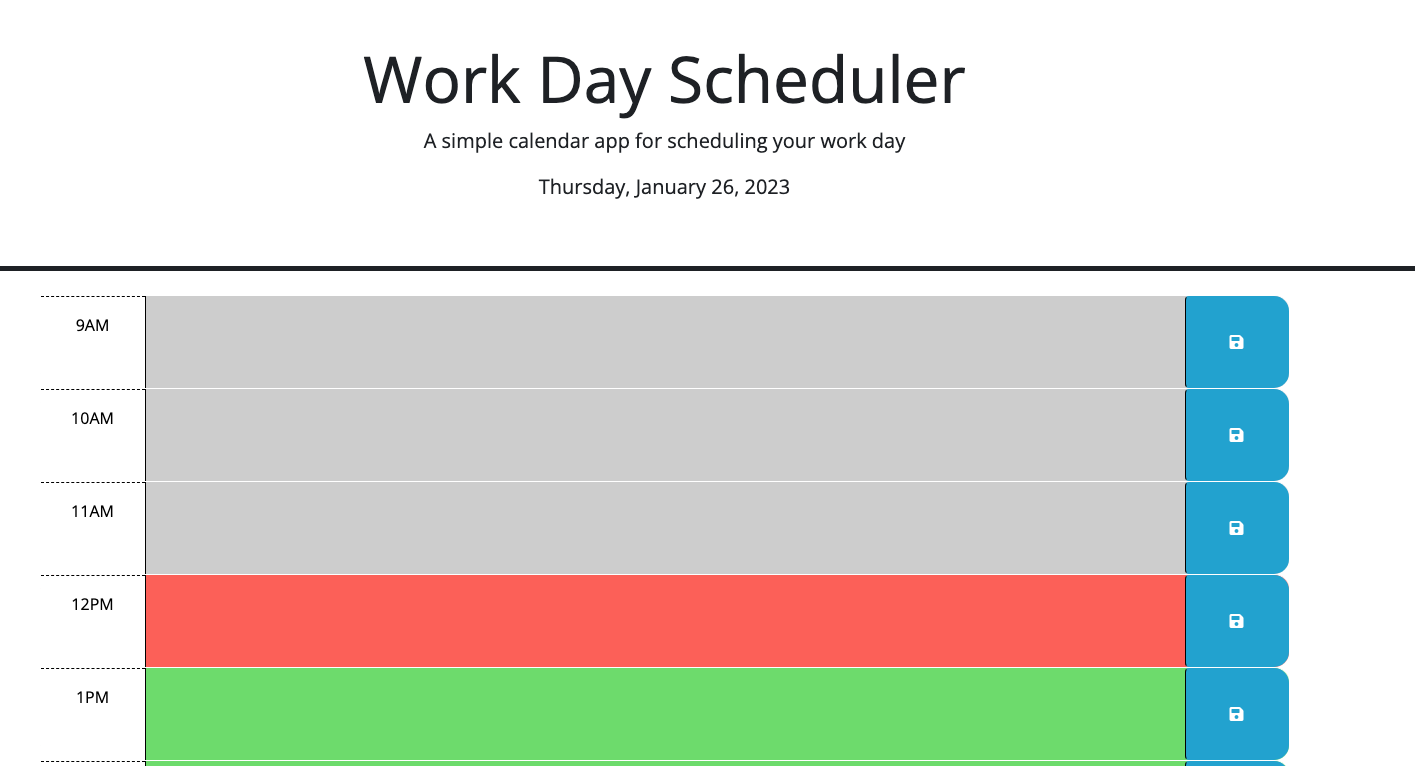 Work Day Scheduler
A simple calendar app for scheduling your work day
Thursday, January 26, 2023
9AM
10AM
11AM
12PM
1PM